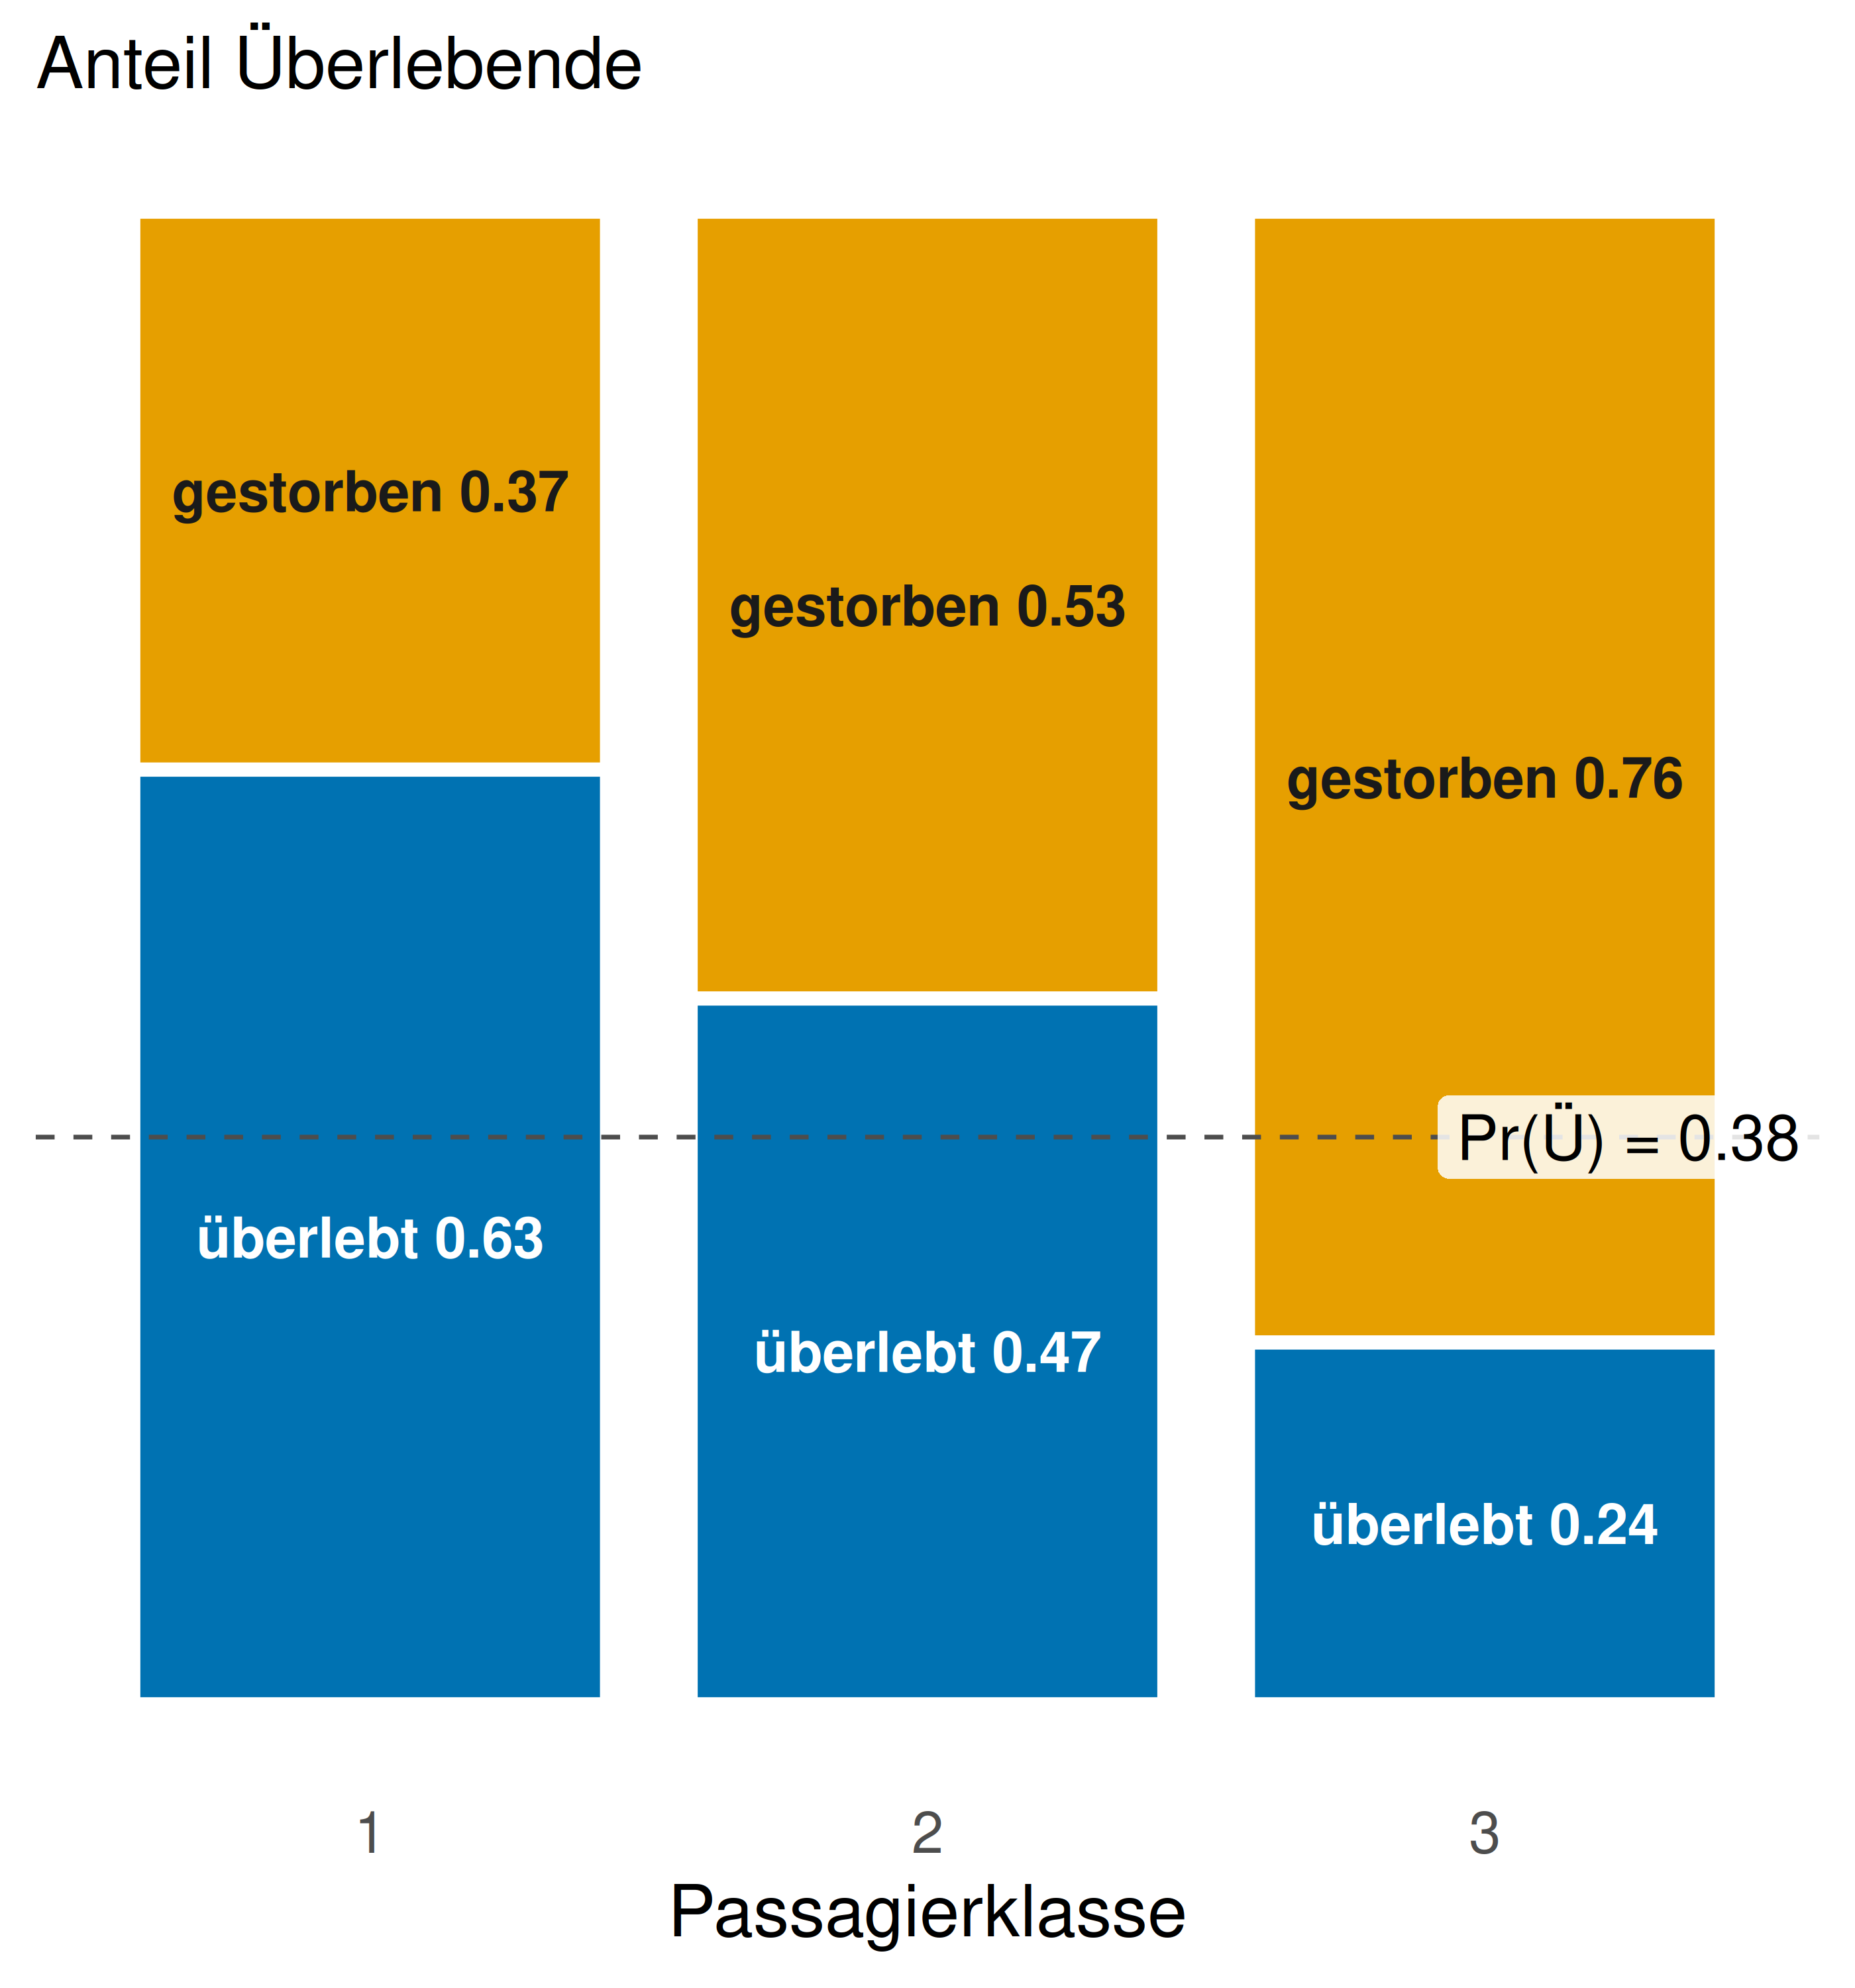 Anteil Überlebende
gestorben 0.37
gestorben 0.53
gestorben 0.76
Pr(Ü) = 0.38
überlebt 0.63
überlebt 0.47
überlebt 0.24
1 2 3
Passagierklasse